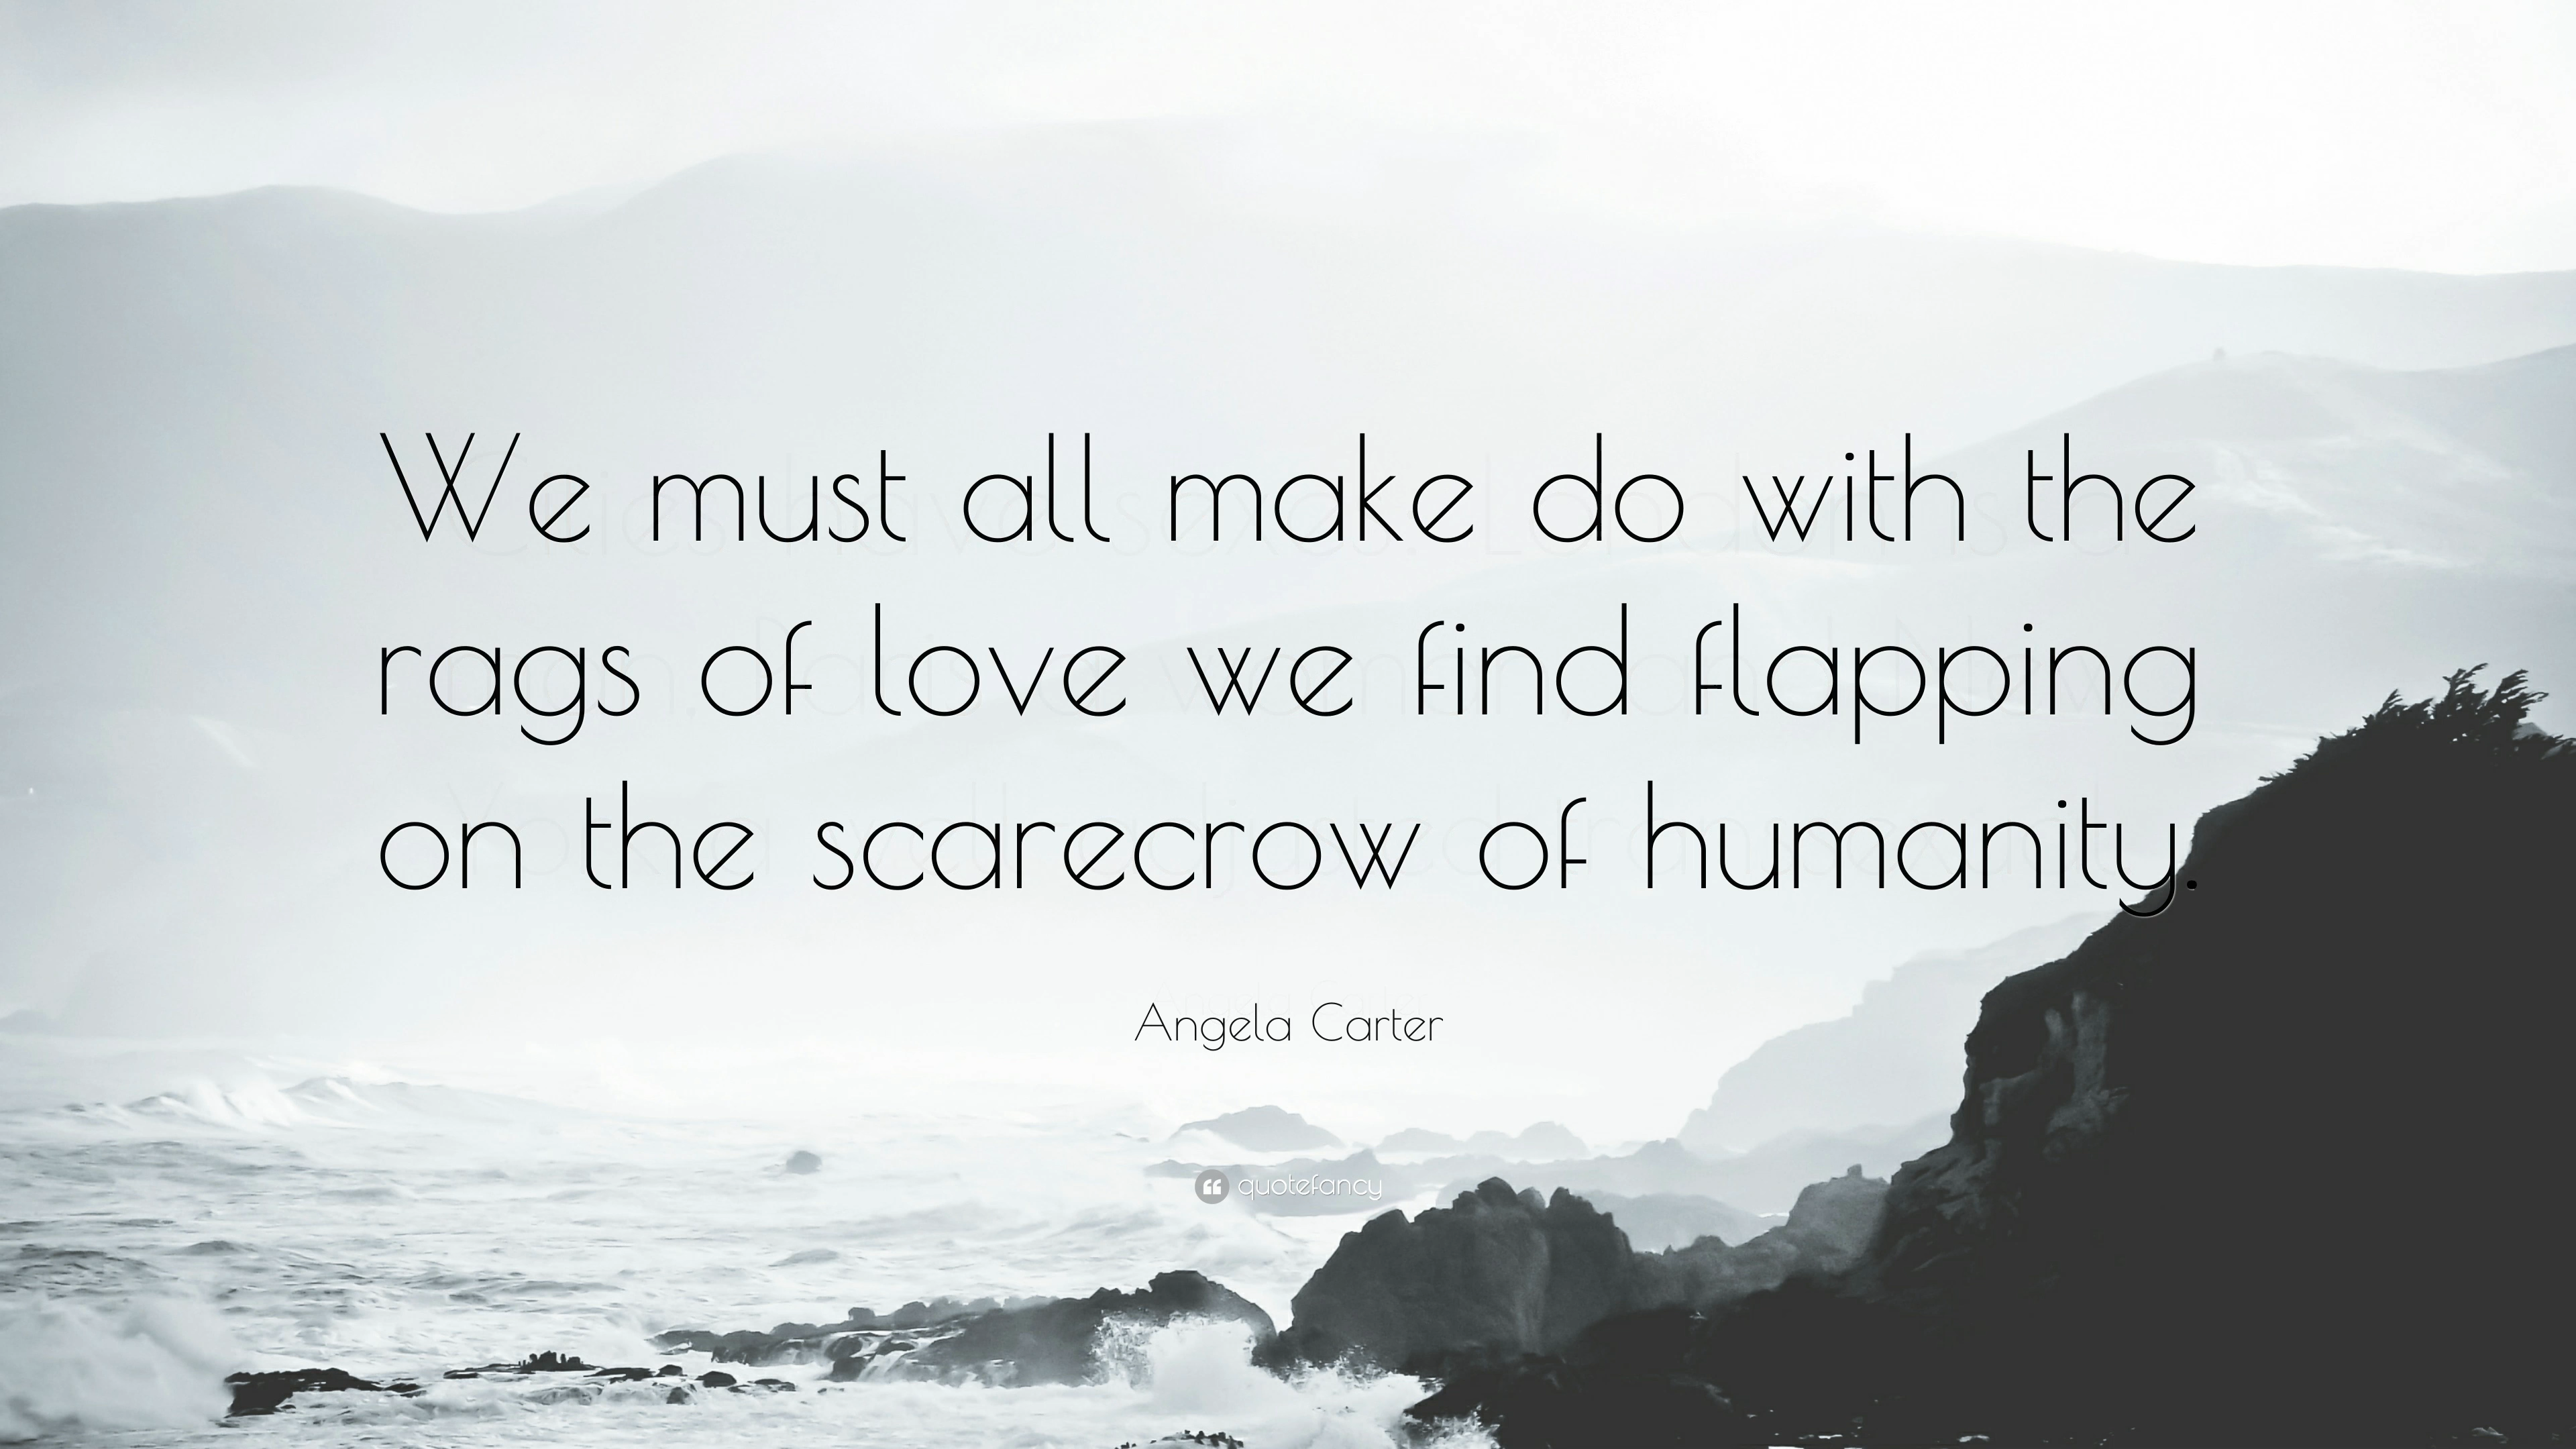 We must all make do with the
rags of love we find flapping
on the scarecrow of humanity.
Angela Carter
quotefancy